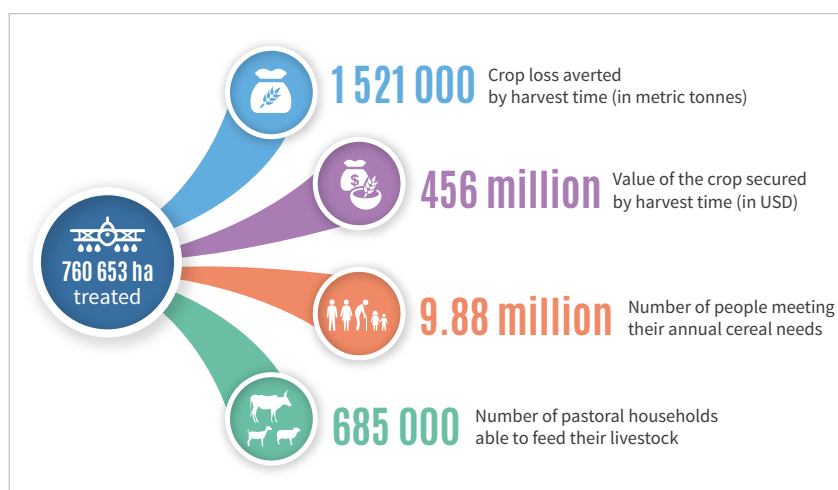 1 521 000
Crop loss averted
by harvest time (in metric tonnes)
$
456 million
Value of the crop secured
by harvest time (in USD)
760 653 ha
treated
9.88 million
Number of people meeting
their annual cereal needs
685 000
Number of pastoral households
able to feed their livestock